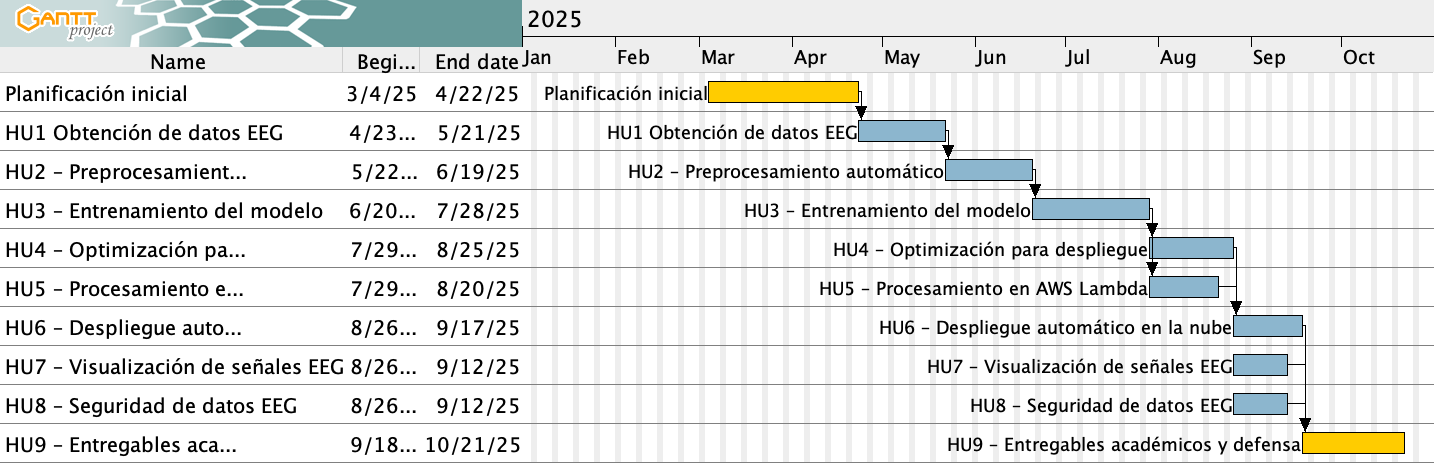 GANTT
project
2025
Name Begi... End date Jan Feb Mar Apr May Jun Jul Aug Sep Oct
Planificación inicial 3/4/25 4/22/25 Planificación inicial
HU1 Obtención de datos EEG 4/23... 5/21/25 HU1 Obtención de datos EEG
HU2 – Preprocesamient... 5/22... 6/19/25 HU2 – Preprocesamiento automático
HU3 – Entrenamiento del modelo 6/20... 7/28/25 HU3 – Entrenamiento del modelo
HU4 – Optimización pa... 7/29... 8/25/25 HU4 – Optimización para despliegue
HU5 – Procesamiento e... 7/29... 8/20/25 HU5 – Procesamiento en AWS Lambda
HU6 – Despliegue auto... 8/26... 9/17/25 HU6 – Despliegue automático en la nube
HU7 – Visualización de señales EEG 8/26... 9/12/25 HU7 – Visualización de señales EEG
HU8 – Seguridad de datos EEG 8/26... 9/12/25 HU8 – Seguridad de datos EEG
HU9 – Entregables aca... 9/18... 10/21/25 HU9 – Entregables académicos y defensa